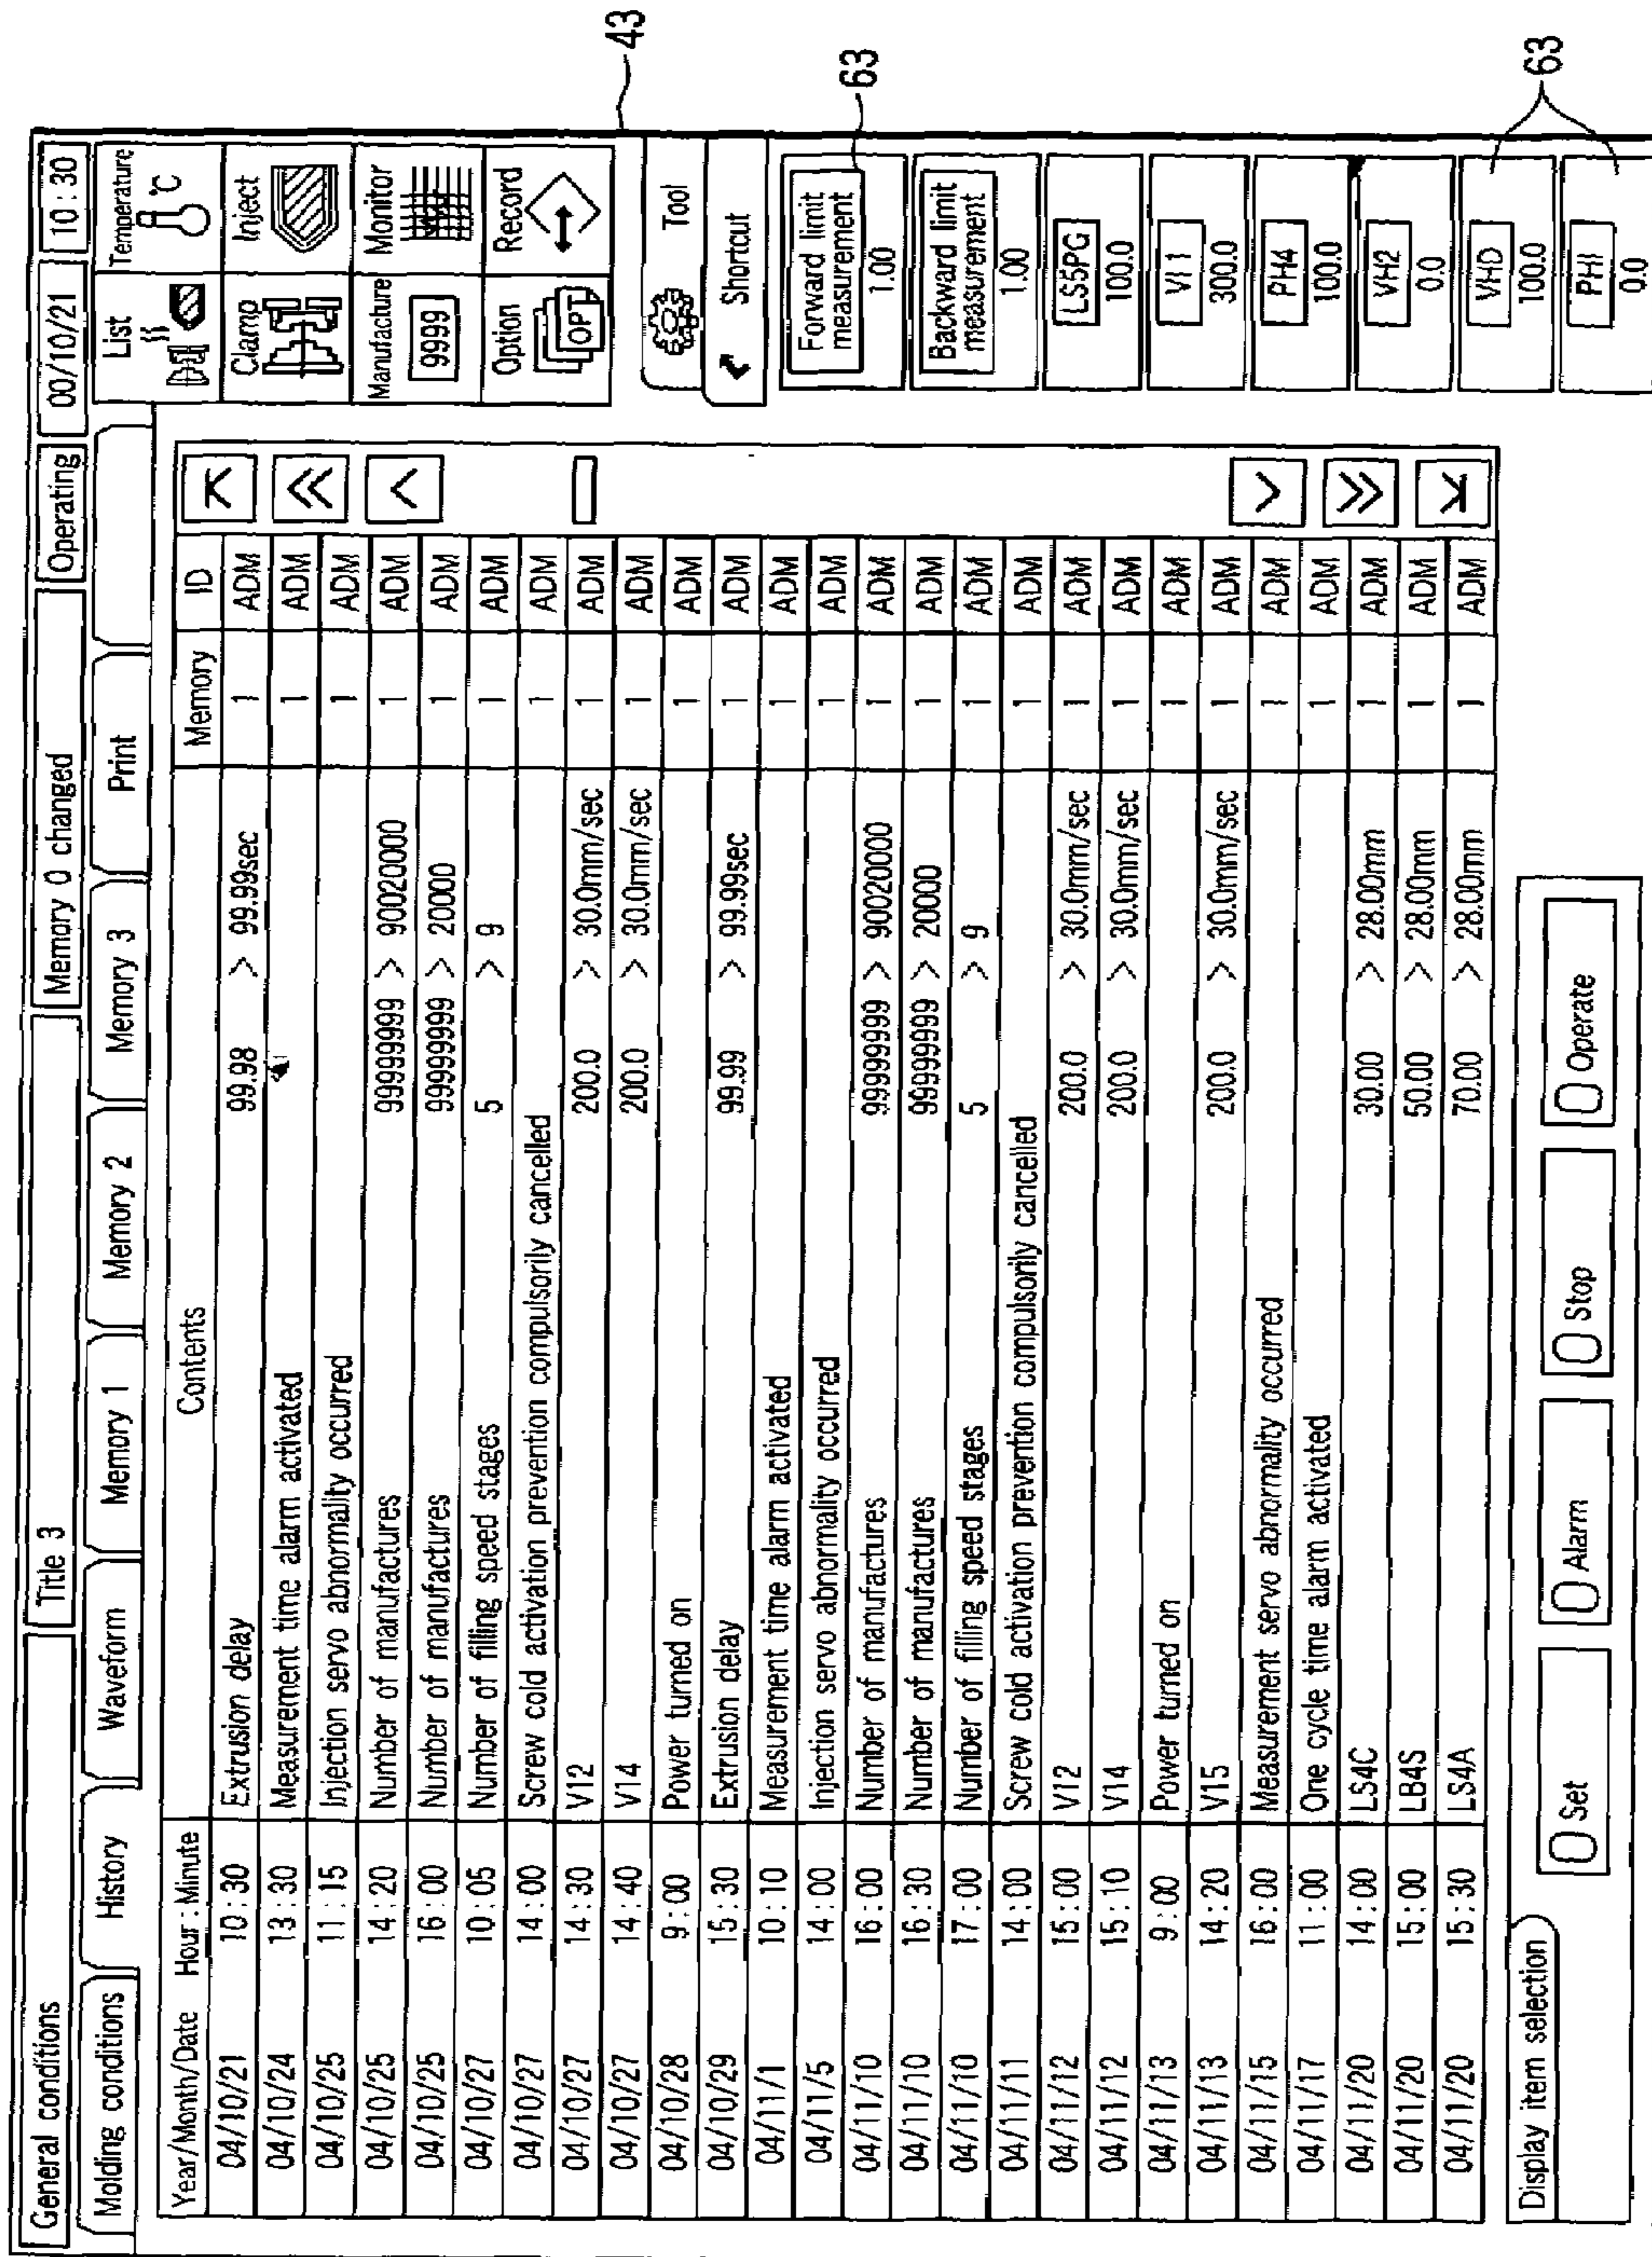 General conditions Title 3 Memory 0 changed Operating 00/10/21 10:30
Molding conditions History Waveform Memory 1 Memory 2 Memory 3 Print
Year/Month/Date Hour:Minute Contents Memory ID
04/10/21 10:30 Extrusion delay 99.98 > 99.99sec 1 ADM
04/10/24 13:30 Measurement time alarm activated 1 ADM
04/10/25 11:15 Injection servo abnormality occurred 1 ADM
04/10/25 14:20 Number of manufactures 99999999 > 90020000 1 ADM
04/10/25 16:00 Number of manufactures 99999999 > 20000 1 ADM
04/10/27 10:05 Number of filling speed stages 5 > 9 1 ADM
04/10/27 14:00 Screw cold activation prevention compulsorily cancelled 1 ADM
04/10/27 14:30 V12 200.0 > 30.0mm/sec 1 ADM
04/10/27 14:40 V14 200.0 > 30.0mm/sec 1 ADM
04/10/28 9:00 Power turned on 1 ADM
04/10/29 15:30 Extrusion delay 99.99 > 99.99sec 1 ADM
04/11/1 10:10 Measurement time alarm activated 1 ADM
04/11/5 14:00 Injection servo abnormality occurred 1 ADM
04/11/10 16:00 Number of manufactures 99999999 > 90020000 1 ADM
04/11/10 16:30 Number of manufactures 99999999 > 20000 1 ADM
04/11/10 17:00 Number of filling speed stages 5 > 9 1 ADM
04/11/11 14:00 Screw cold activation prevention compulsorily cancelled 1 ADM
04/11/12 15:00 V12 200.0 > 30.0mm/sec 1 ADM
04/11/12 15:10 V14 200.0 > 30.0mm/sec 1 ADM
04/11/13 9:00 Power turned on 1 ADM
04/11/13 14:20 V15 200.0 > 30.0mm/sec 1 ADM
04/11/15 16:00 Measurement servo abnormality occurred 1 ADM
04/11/17 11:00 One cycle time alarm activated 1 ADM
04/11/20 14:00 LS4C 30.00 > 28.00mm 1 ADM
04/11/20 15:00 LB4S 50.00 > 28.00mm 1 ADM
04/11/20 15:30 LS4A 70.00 > 28.00mm 1 ADM
Display item selection
Set Alarm Stop Operate
List Temperature
°C
Clamp Inject
Manufacture Monitor
9999
Option Record
OPT
43
Tool
Shortcut
Forward limit
measurement
1.00
63
Backward limit
measurement
1.00
LS5PG
100.0
VI 1
300.0
PH4
100.0
VH2
0.0
VHD
100.0
PHI
0.0
63